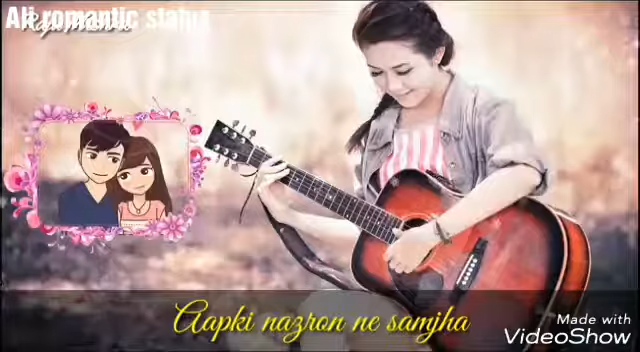 Ali romantic status
Aapki nazron ne samjha
Made with
VideoShow